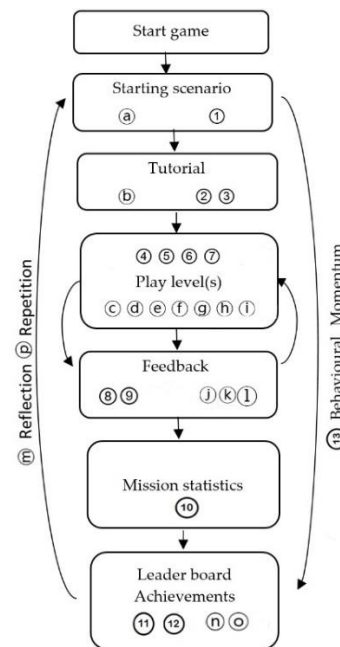 Start game
Starting scenario
ⓐ ①
Tutorial
ⓑ ② ③
④ ⑤ ⑥ ⑦
Play level(s)
ⓒ ⓓ ⓔ ⓕ ⓖ ⓗ ⓘ
Feedback
⑧ ⑨ ⓙ ⓚ ⓛ
Mission statistics
⑩
Leader board
Achievements
⑪ ⑫ ⓝ ⓞ
ⓜ Reflection ⓟ Repetition
⑬ Behavioural Momentum